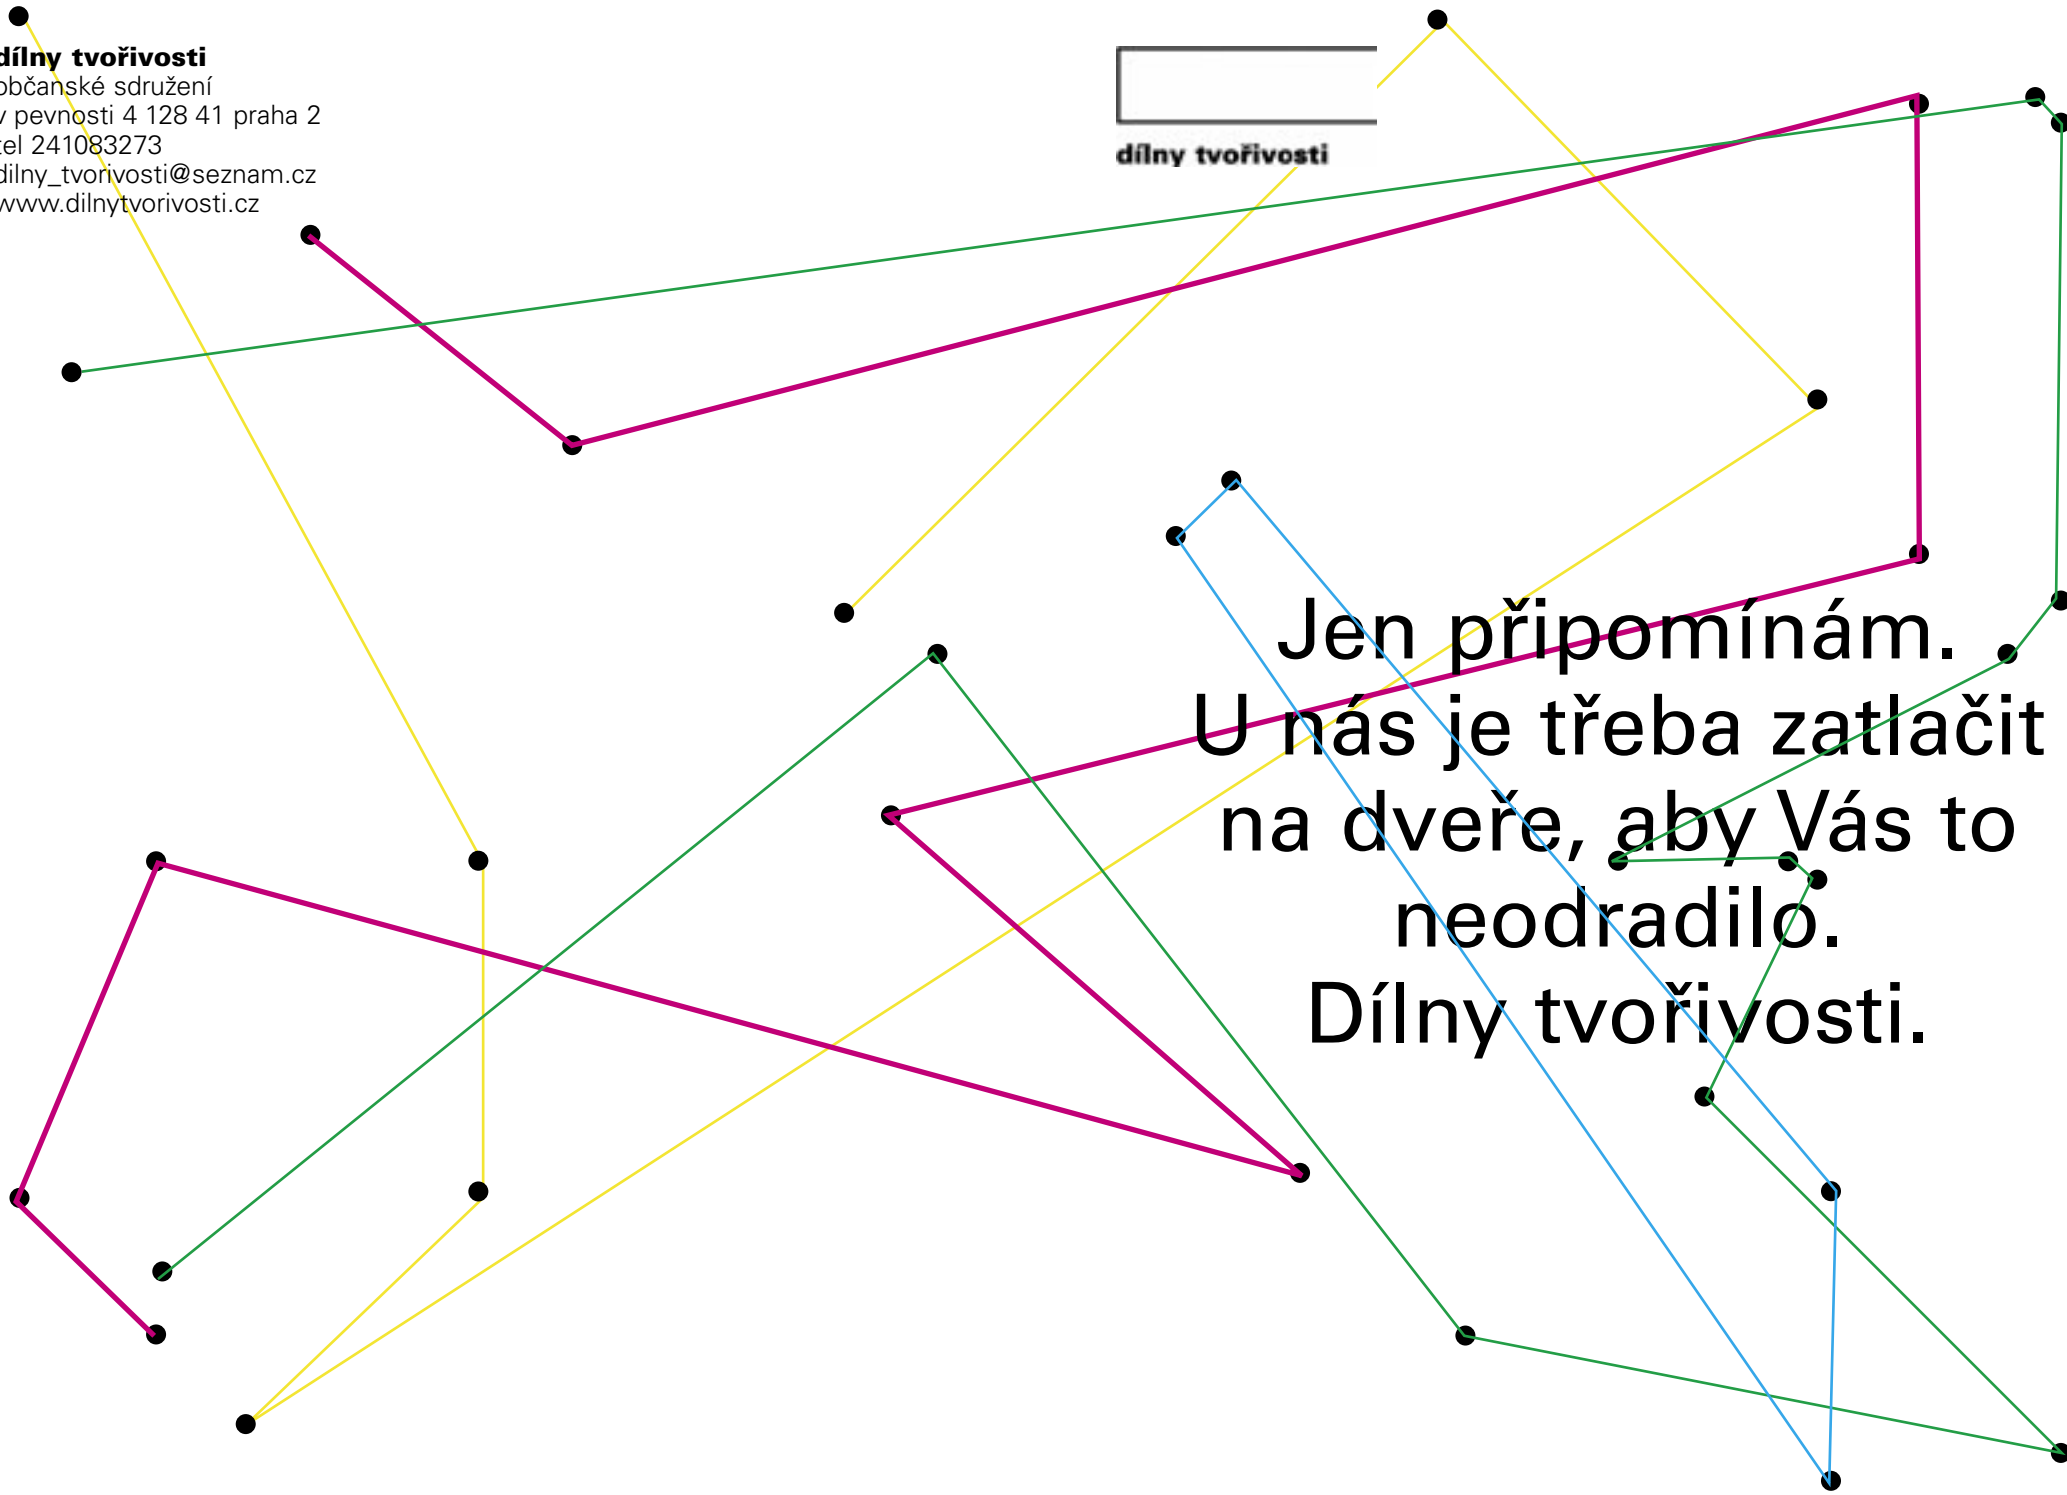 dílny tvořivosti
občanské sdružení
v pevnosti 4 128 41 praha 2
tel 241083273
dilny_tvorivosti@seznam.cz
www.dilnytvorivosti.cz
dílny tvořivosti
Jen připomínám.
U nás je třeba zatlačit
na dveře, aby Vás to
neodradilo.
Dílny tvořivosti.